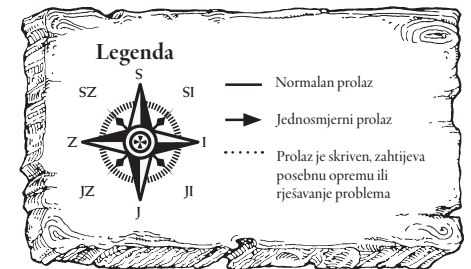 Legenda
S
SZ
SI
Z
I
JZ
JI
J
Normalan prolaz
Jednosmjerni prolaz
Prolaz je skriven, zahtijeva
posebnu opremu ili
rješavanje problema